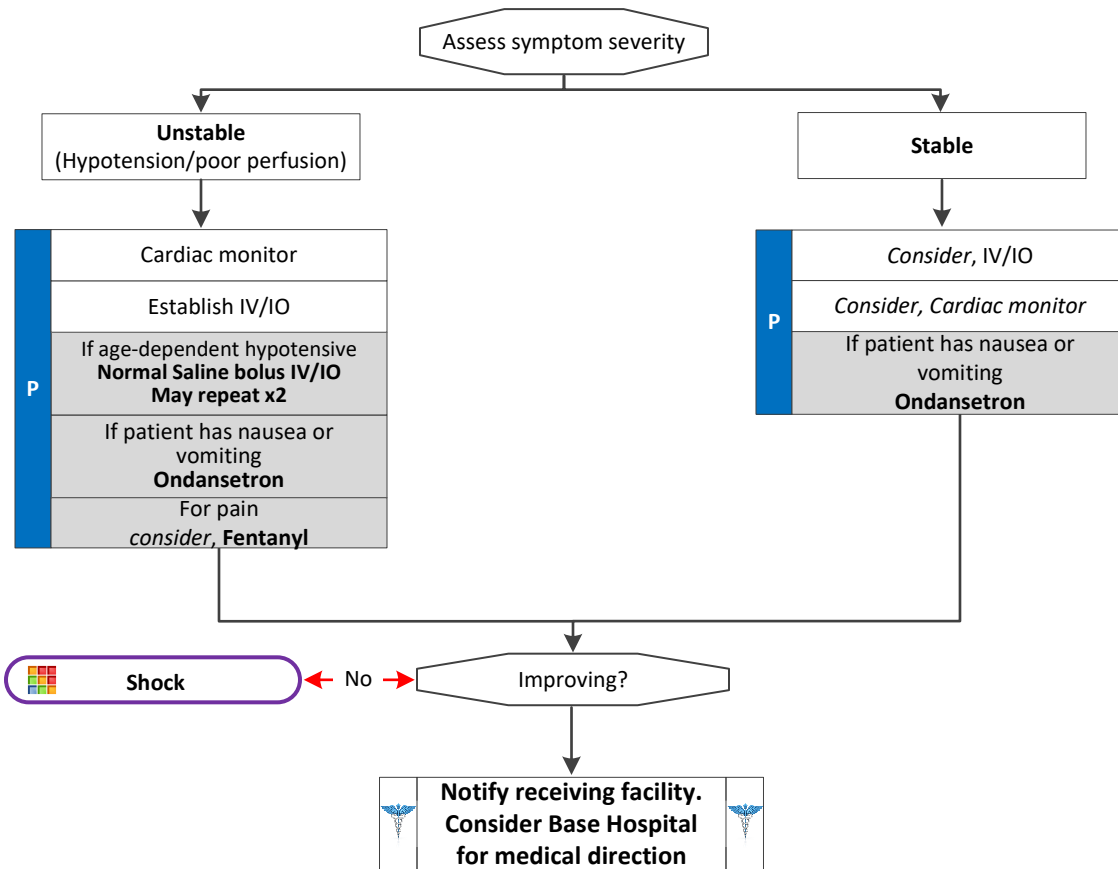 Assess symptom severity
Unstable
(Hypotension/poor perfusion)
Stable
P
Cardiac monitor
Establish IV/IO
If age-dependent hypotensive
Normal Saline bolus IV/IO
May repeat x2
If patient has nausea or
vomiting
Ondansetron
For pain
consider, Fentanyl
P
Consider, IV/IO
Consider, Cardiac monitor
If patient has nausea or
vomiting
Ondansetron
Shock
No
Improving?
Notify receiving facility.
Consider Base Hospital
for medical direction